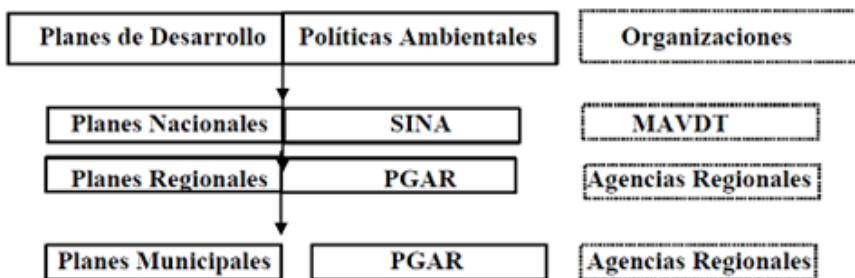 Planes de Desarrollo Políticas Ambientales Organizaciones
Planes Nacionales SINA MAVDT
Planes Regionales PGAR Agencias Regionales
Planes Municipales PGAR Agencias Regionales